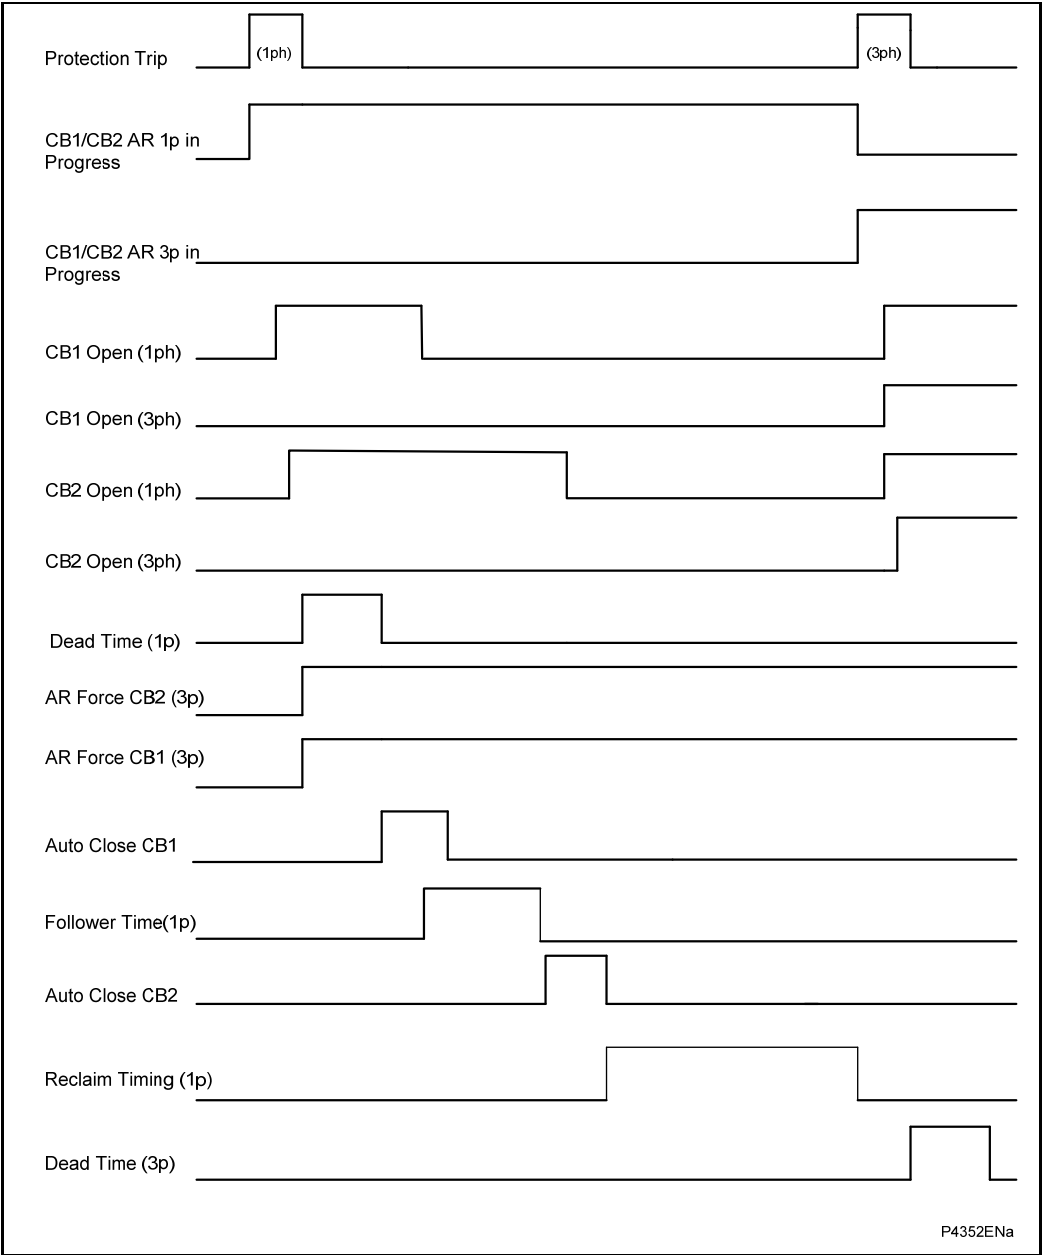 Protection Trip
(1ph)
(3ph)
CB1/CB2 AR 1p in
Progress
CB1/CB2 AR 3p in
Progress
CB1 Open (1ph)
CB1 Open (3ph)
CB2 Open (1ph)
CB2 Open (3ph)
Dead Time (1p)
AR Force CB2 (3p)
AR Force CB1 (3p)
Auto Close CB1
Follower Time(1p)
Auto Close CB2
Reclaim Timing (1p)
Dead Time (3p)
P4352ENa